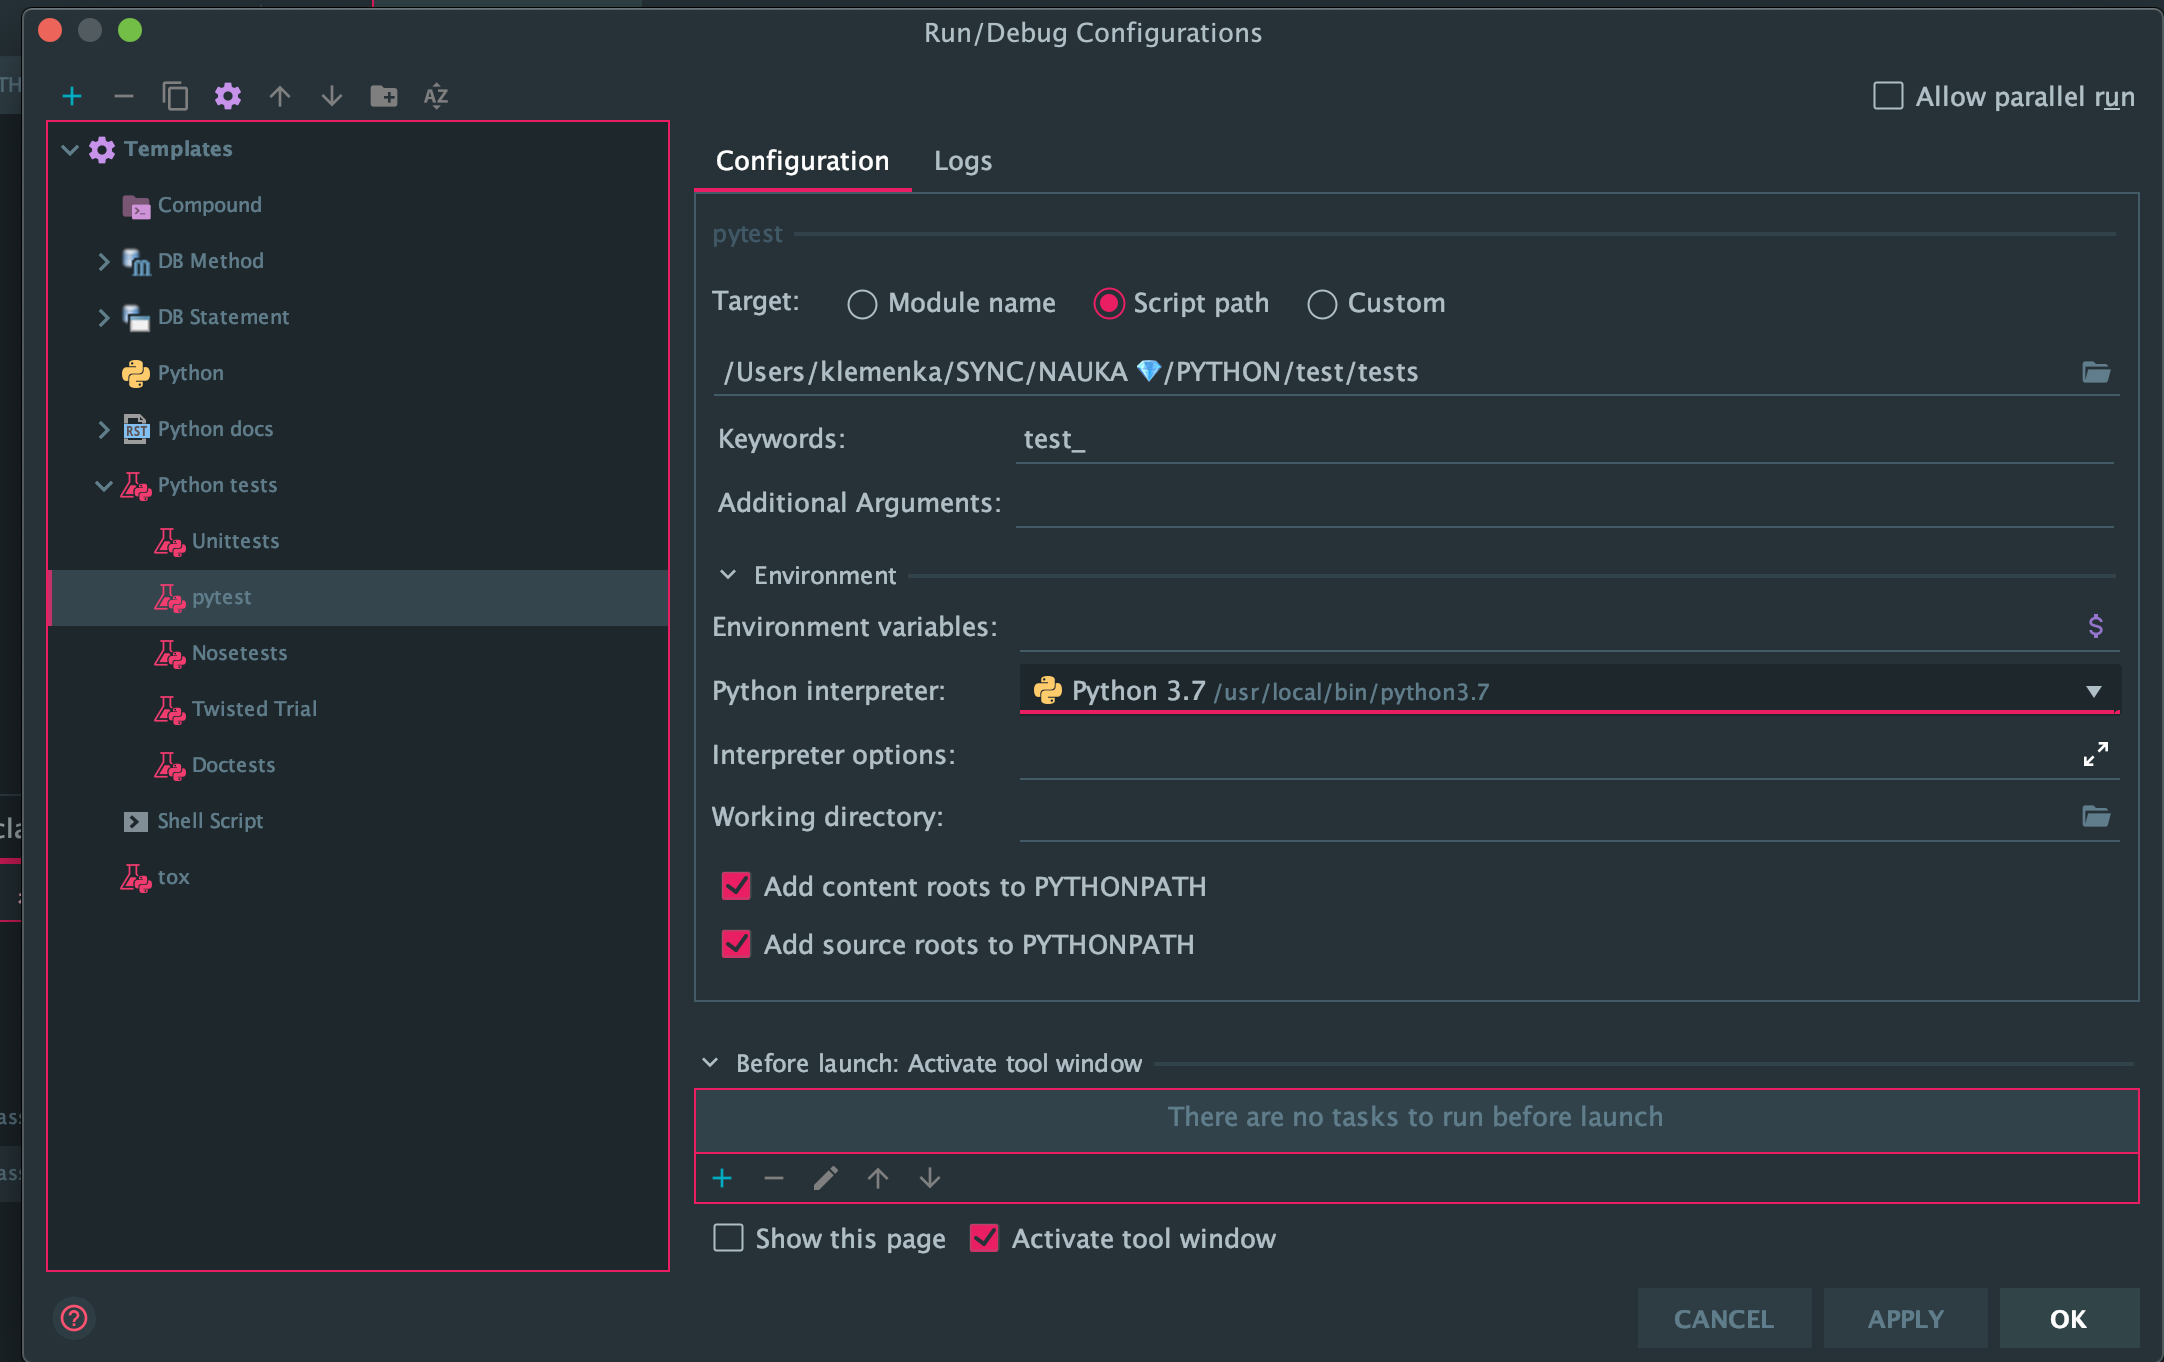 Run/Debug Configurations
Allow parallel run
Templates
Compound
DB Method
DB Statement
Python
RST Python docs
Python tests
Unittests
pytest
Nosetests
Twisted Trial
Doctests
Shell Script
tox
Configuration Logs
pytest
Target: Module name Script path Custom
/Users/klemenka/SYNC/NAUKA 💎/PYTHON/test/tests
Keywords: test_
Additional Arguments:
Environment
Environment variables: $
Python interpreter: Python 3.7 /usr/local/bin/python3.7
Interpreter options:
Working directory:
Add content roots to PYTHONPATH
Add source roots to PYTHONPATH
Before launch: Activate tool window
There are no tasks to run before launch
Show this page Activate tool window
? CANCEL APPLY OK